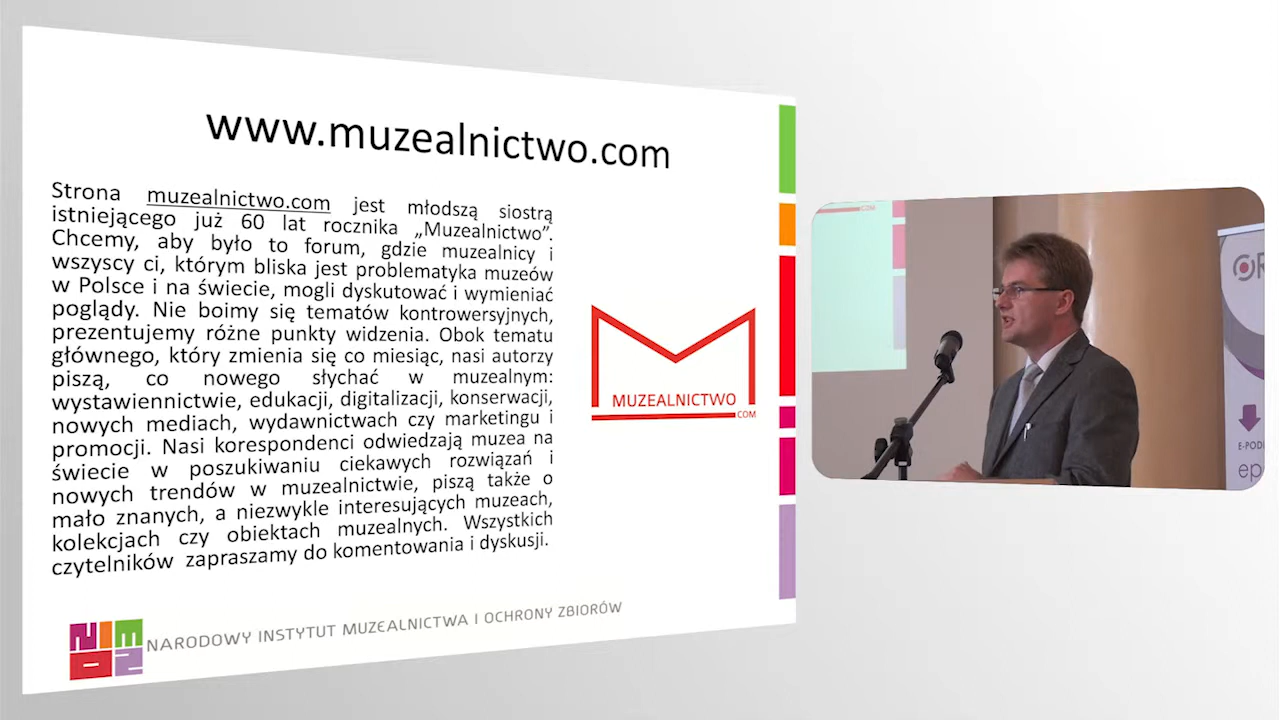 www.muzealnictwo.com
Strona muzealnictwo.com jest młodszą siostrą
istniejącego już 60 lat rocznika „Muzealnictwo”.
Chcemy, aby było to forum, gdzie muzealnicy i
wszyscy ci, którym bliska jest problematyka muzeów
w Polsce i na świecie, mogli dyskutować i wymieniać
poglądy. Nie boimy się tematów kontrowersyjnych,
prezentujemy różne punkty widzenia. Obok tematu
głównego, który zmienia się co miesiąc, nasi autorzy
piszą, co nowego słychać w muzealnym:
wystawiennictwie, edukacji, digitalizacji, konserwacji,
nowych mediach, wydawnictwach czy marketingu i
promocji. Nasi korespondenci odwiedzają muzea na
świecie w poszukiwaniu ciekawych rozwiązań i
nowych trendów w muzealnictwie, piszą także o
mało znanych, a niezwykle interesujących muzeach,
kolekcjach czy obiektach muzealnych. Wszystkich
czytelników zapraszamy do komentowania i dyskusji.
MUZEALNICTWO
COM
NIMOZ
NARODOWY INSTYTUT MUZEALNICTWA I OCHRONY ZBIORÓW